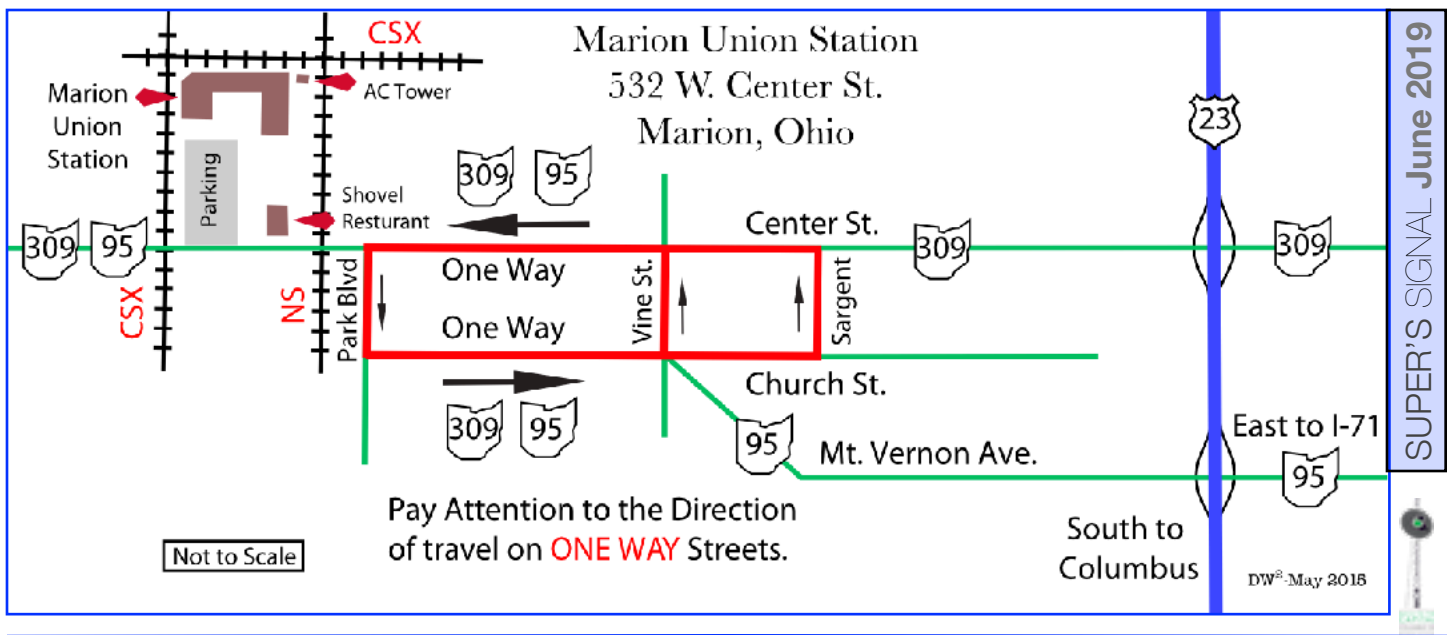 CSX
Marion Union Station
532 W. Center St.
Marion, Ohio
Marion
Union
Station
AC Tower
Parking
Shovel
Resturant
309
95
23
309
95
Center St.
309
309
CSX
NS
Park Blvd
One Way
One Way
Vine St.
Sargent
Church St.
309
95
95
Mt. Vernon Ave.
East to I-71
95
Pay Attention to the Direction
of travel on ONE WAY Streets.
Not to Scale
South to
Columbus
DW²-May 2015
SUPER'S SIGNAL June 2019